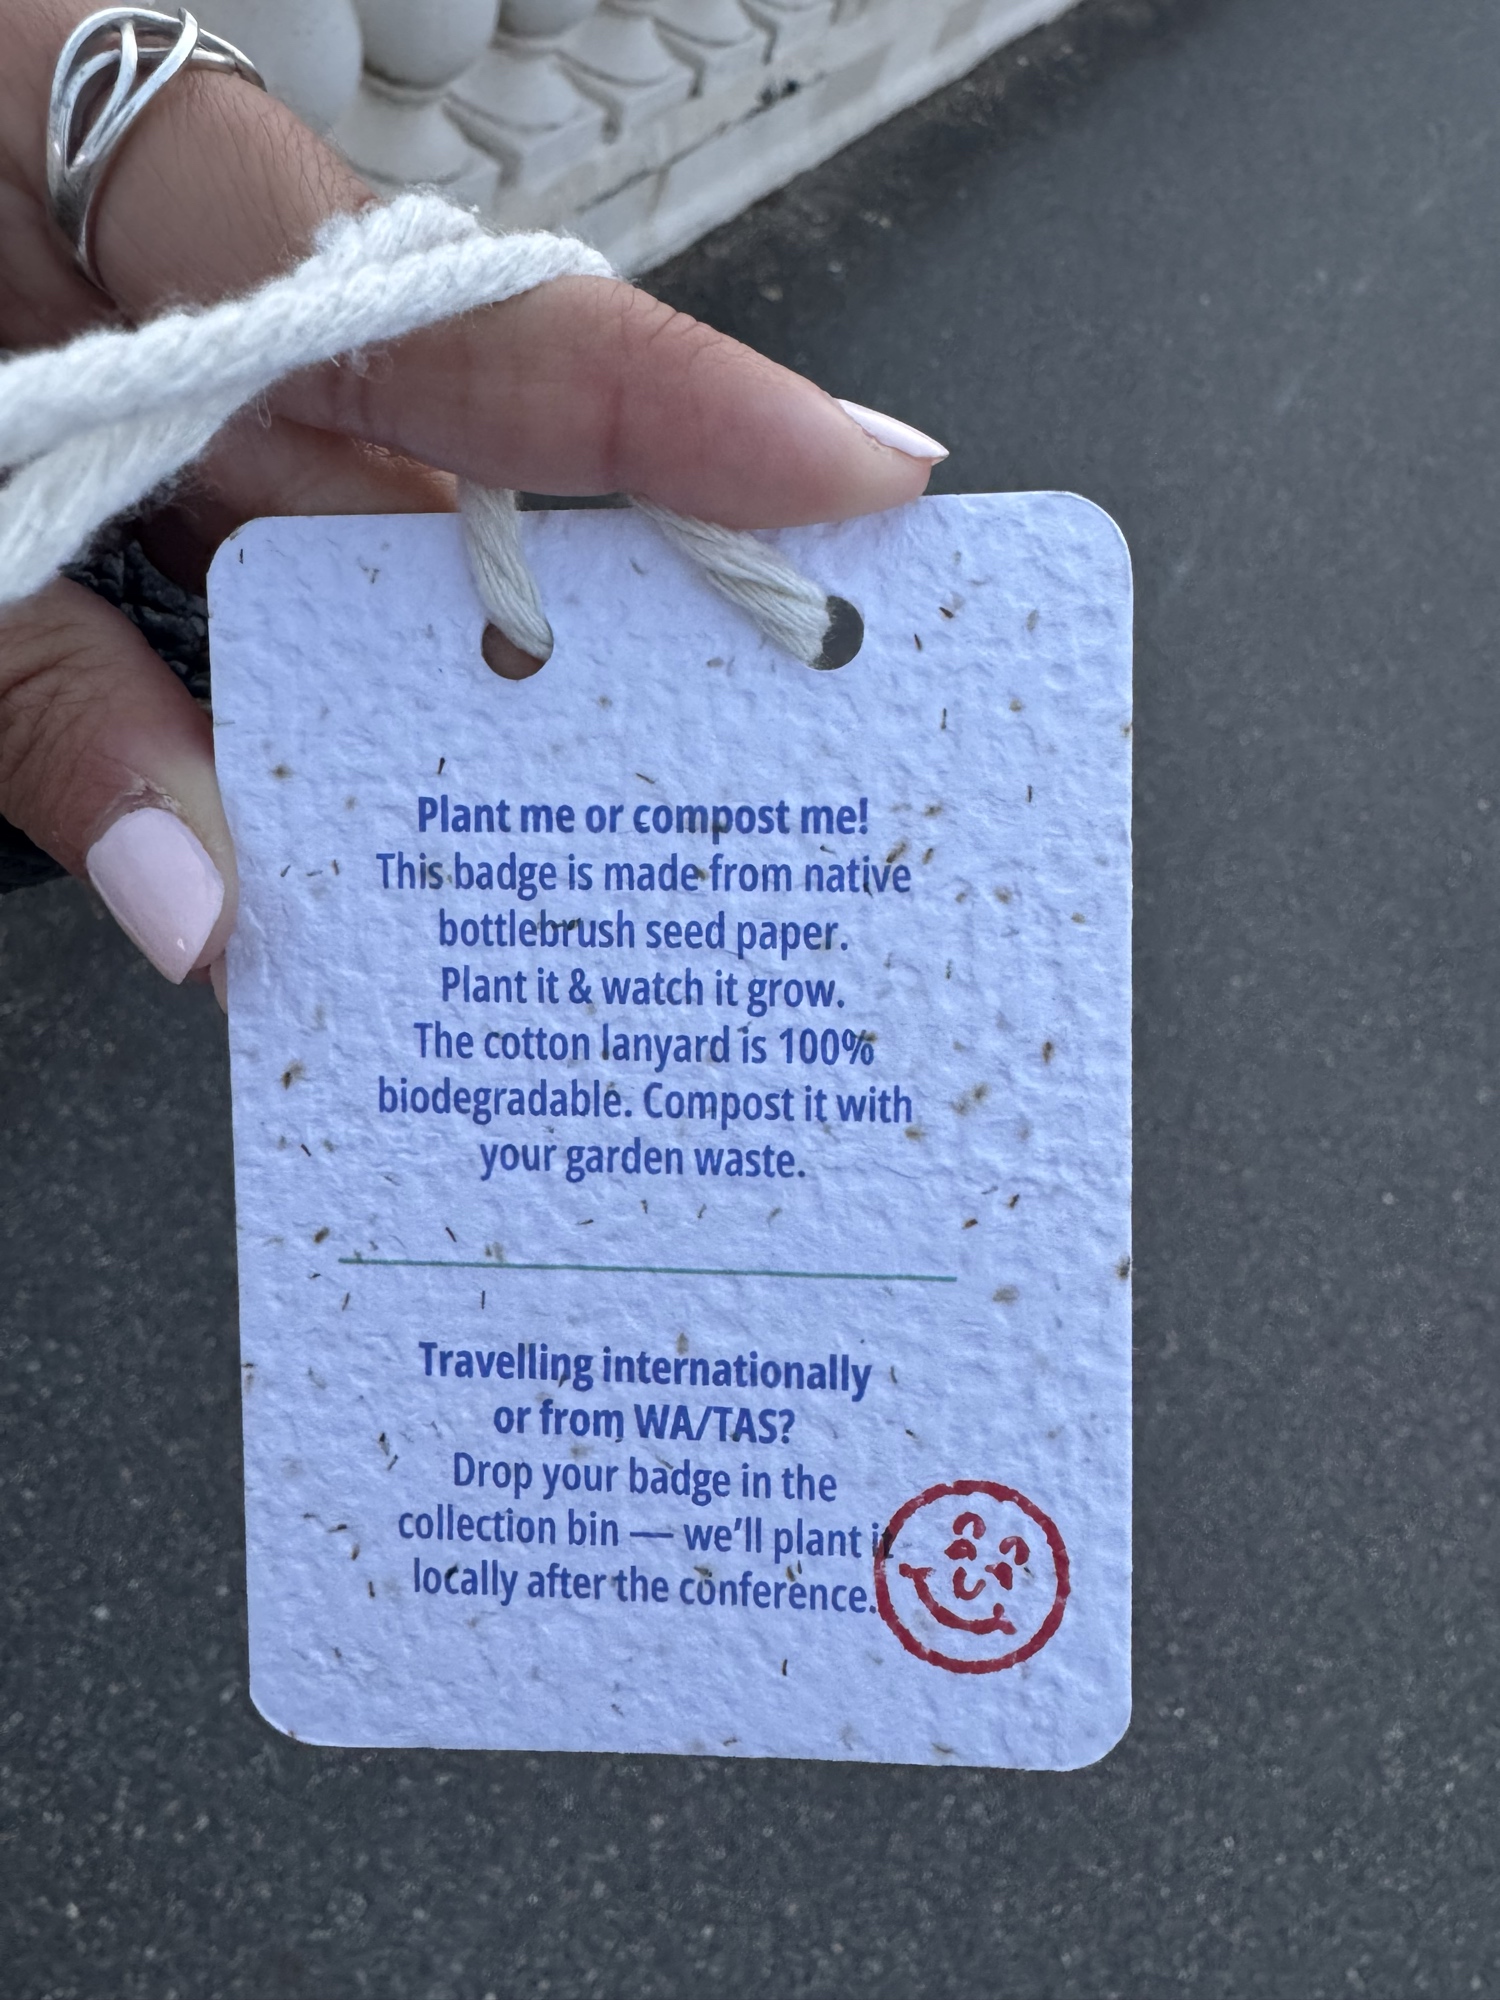 Plant me or compost me!
This badge is made from native
bottlebrush seed paper.
Plant it & watch it grow.
The cotton lanyard is 100%
biodegradable. Compost it with
your garden waste.
Travelling internationally
or from WA/TAS?
Drop your badge in the
collection bin — we’ll plant it
locally after the conference.